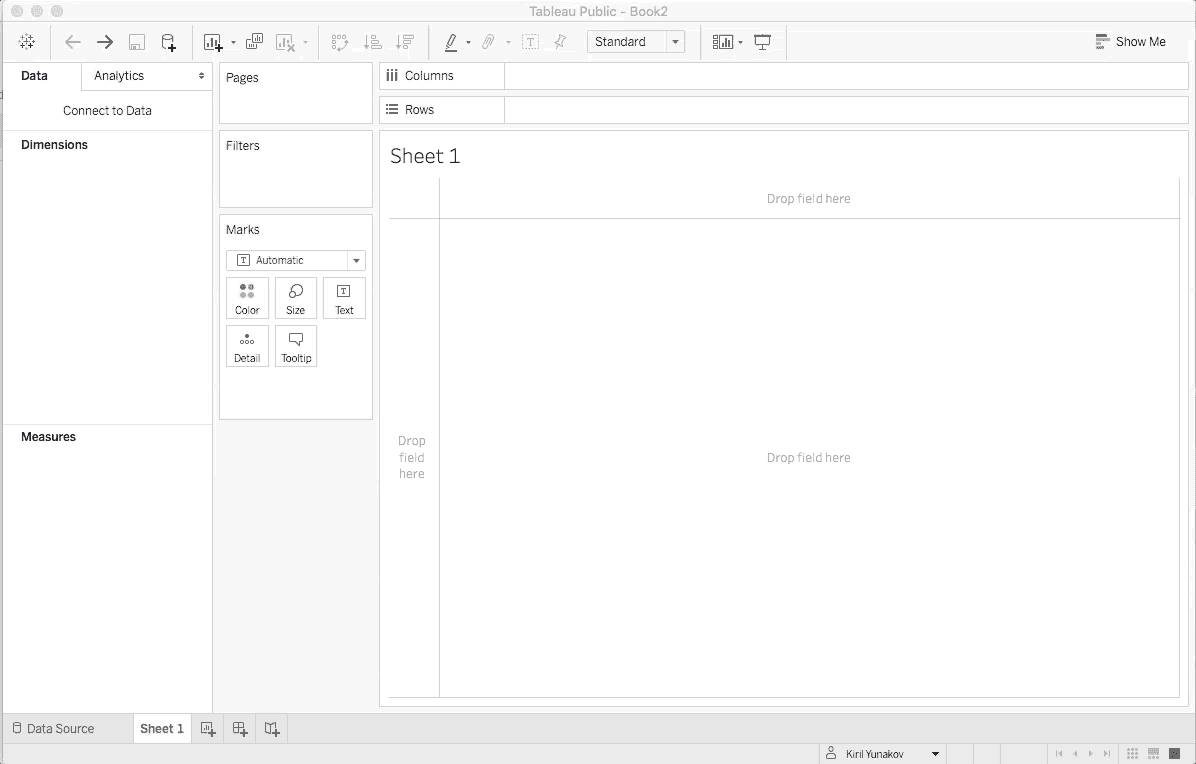 Tableau Public - Book2
Standard
Show Me
Data
Analytics
Connect to Data
Dimensions
Measures
Pages
Filters
Marks
Automatic
Color
Size
Text
Detail
Tooltip
Columns
Rows
Sheet 1
Drop field here
Drop
field
here
Drop field here
Data Source
Sheet 1
Kiril Yunakov